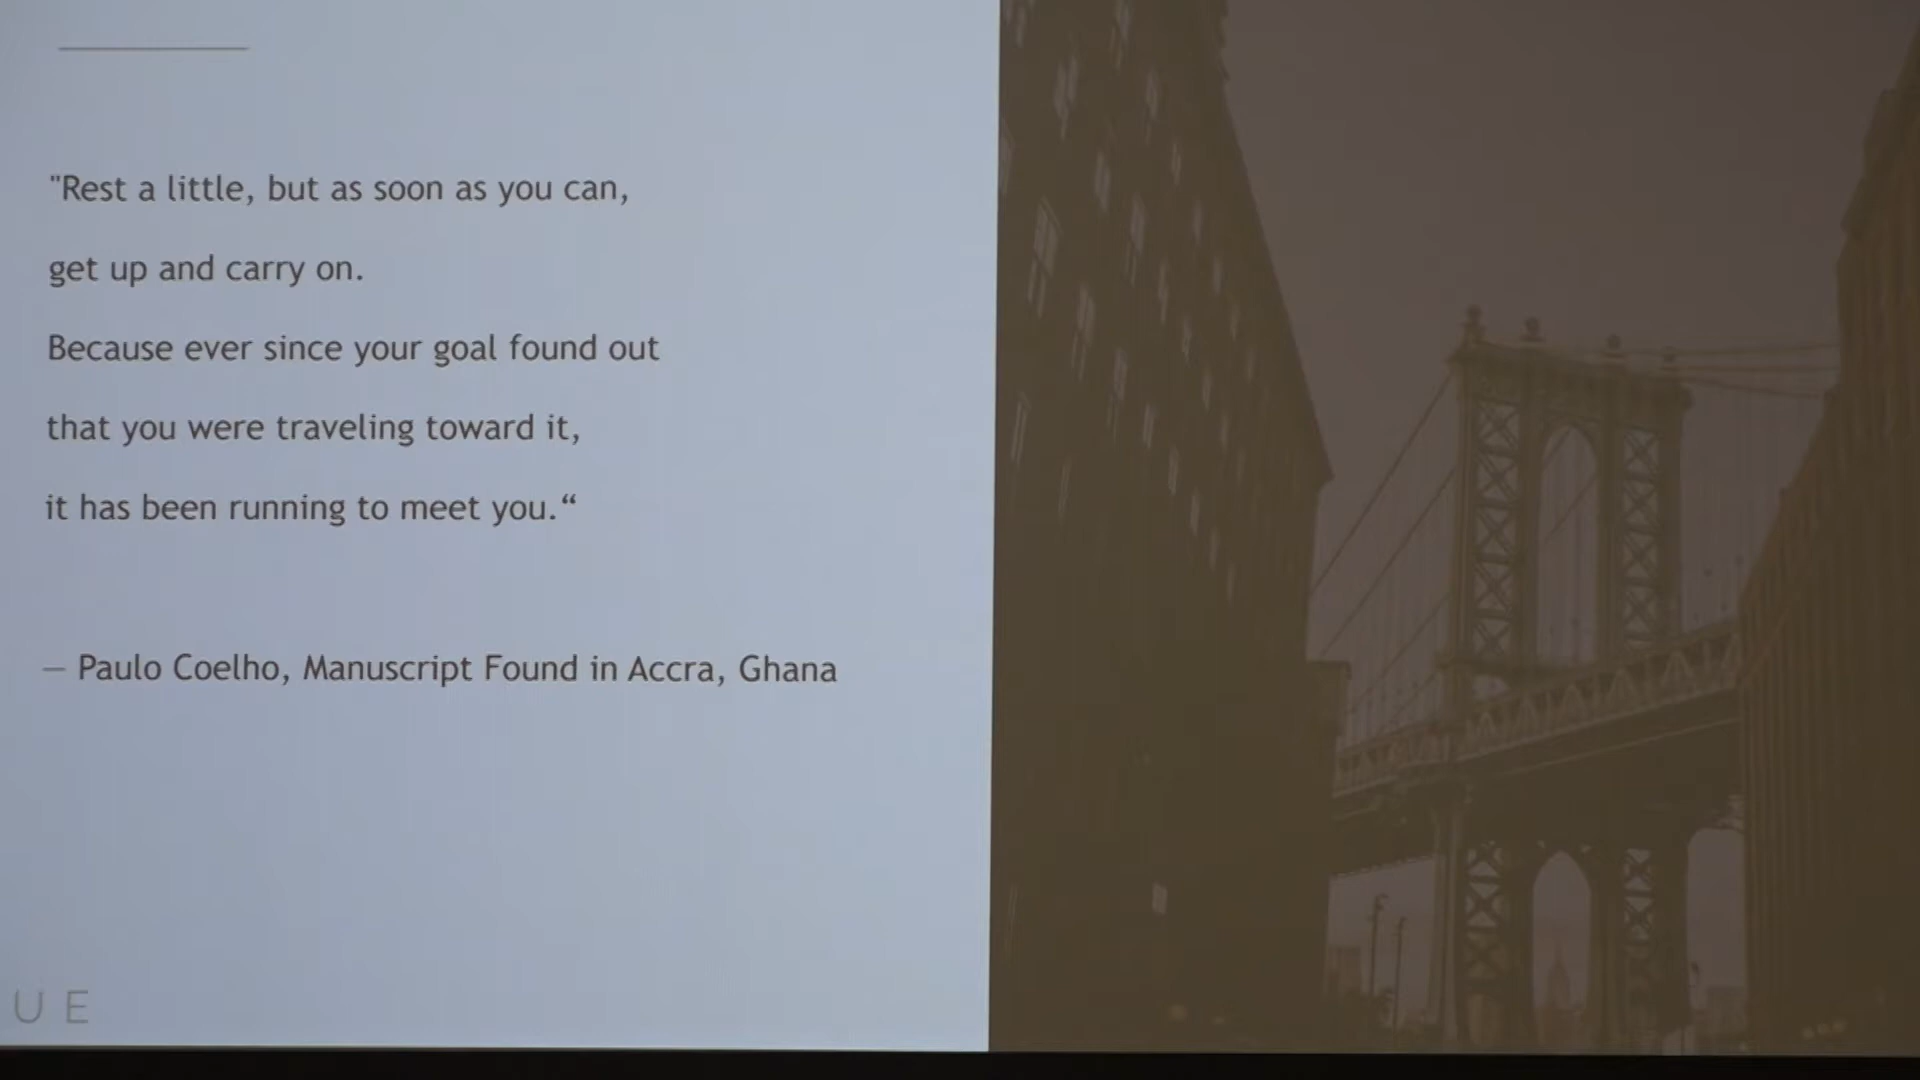 "Rest a little, but as soon as you can,
get up and carry on.
Because ever since your goal found out
that you were traveling toward it,
it has been running to meet you.“
— Paulo Coelho, Manuscript Found in Accra, Ghana
U E